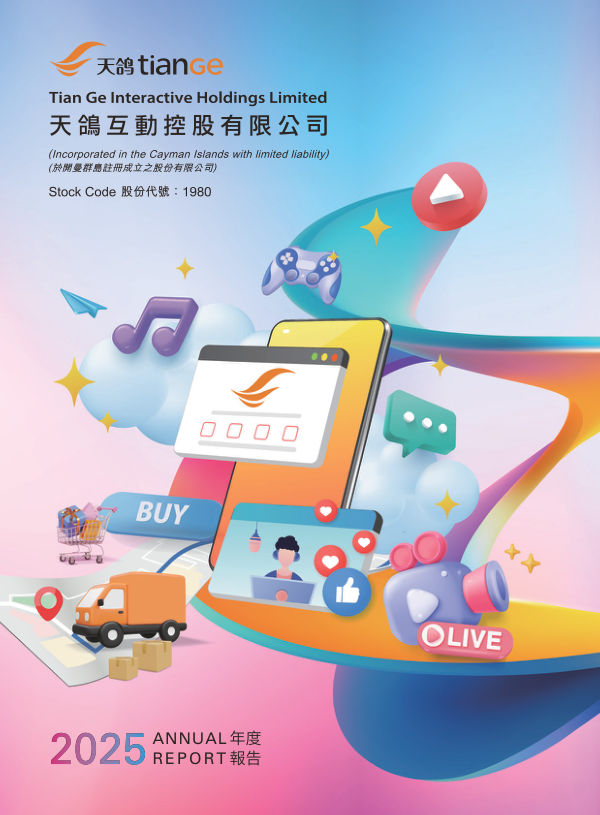 天鴿 tiange
Tian Ge Interactive Holdings Limited
天鴿互動控股有限公司
(Incorporated in the Cayman Islands with limited liability)
(於開曼群島註冊成立之股份有限公司)
Stock Code 股份代號：1980
BUY
LIVE
2025 ANNUAL 年度
REPORT 報告